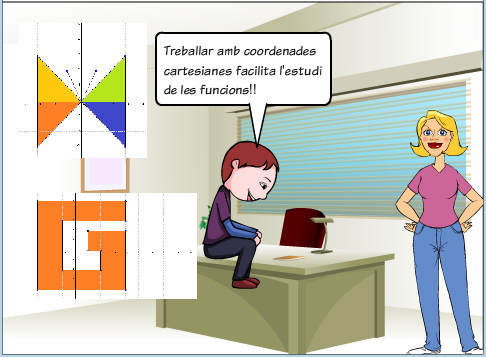 Treballar amb coordenades
cartesianes facilita l'estudi
de les funcions!!